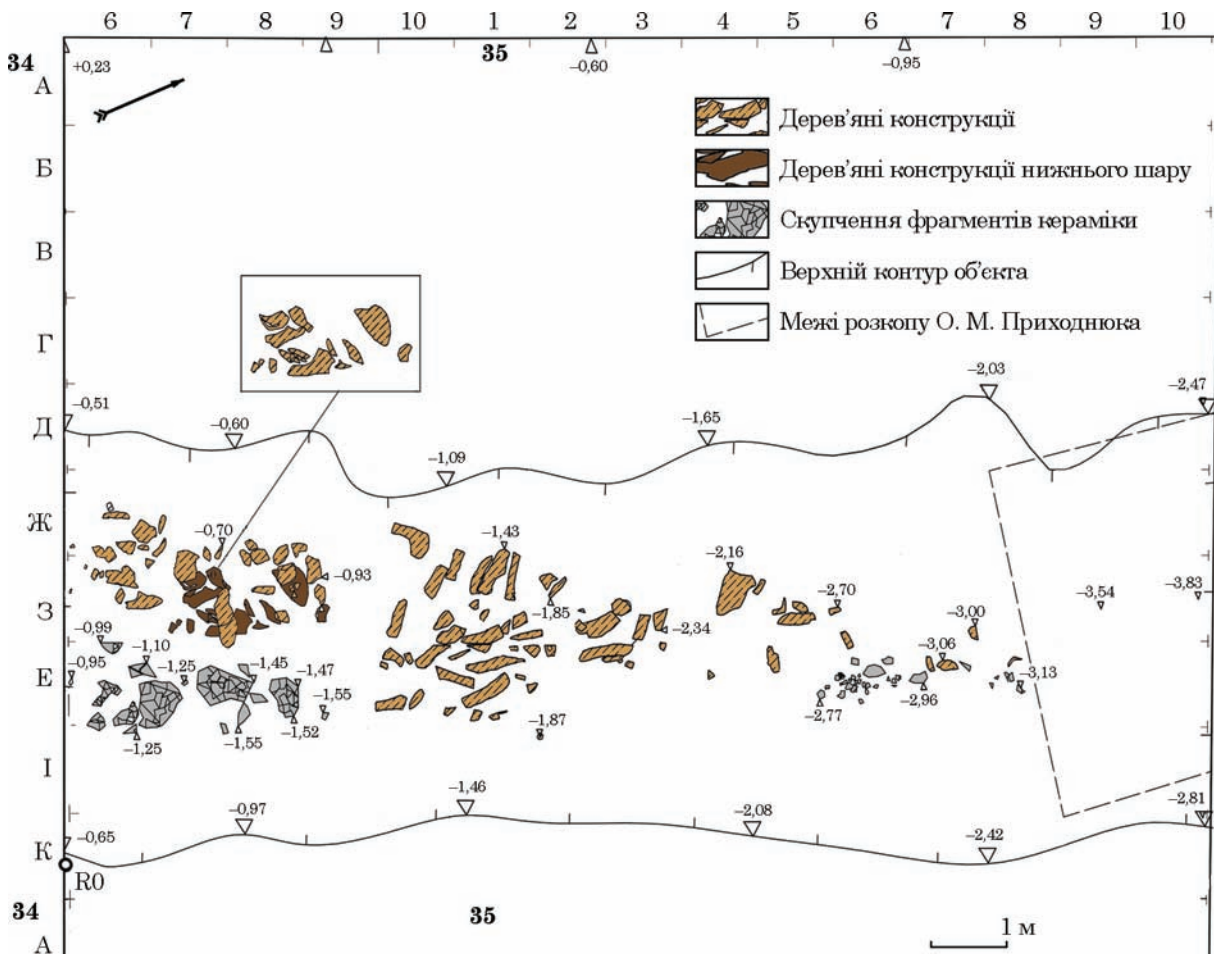 6 7 8 9 10 1 2 3 4 5 6 7 8 9 10
34 35
+0,23 −0,60 −0,95
А
Дерев'яні конструкції
Б
Дерев'яні конструкції нижнього шару
Скупчення фрагментів кераміки
В
Верхній контур об'єкта
Межі розкопу О. М. Приходнюка
Г
−2,03
−2,47
−0,51
−0,60
−1,65
Д
−1,09
Ж
−0,70 −1,43
−2,16
−0,93
−2,70 −3,54 −3,83
З
−1,85
−3,00
−0,99 −2,34
−1,10
−3,06
−0,95 −1,25 −1,45 −1,47 −3,13
Е
−1,55
−2,77 −2,96
−1,87
−1,25 −1,55 −1,52
І
−1,46
−2,81
−0,97 −2,08
−0,65
−2,42
К
R0
34 35
1 м
А